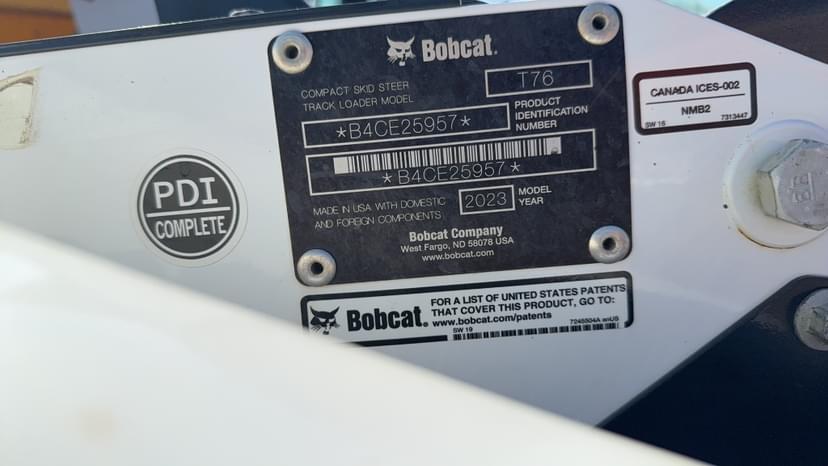 Bobcat.
COMPACT SKID STEER
TRACK LOADER MODEL
T76
*B4CE25957*
PRODUCT
IDENTIFICATION
NUMBER
*B4CE25957*
MADE IN USA WITH DOMESTIC
AND FOREIGN COMPONENTS
2023
MODEL
YEAR
Bobcat Company
West Fargo, ND 58078 USA
www.bobcat.com
PDI
COMPLETE
CANADA ICES-002
NMB2
SW 16 7313447
Bobcat.
FOR A LIST OF UNITED STATES PATENTS
THAT COVER THIS PRODUCT, GO TO:
www.bobcat.com/patents
SW 19 7245504A enUS